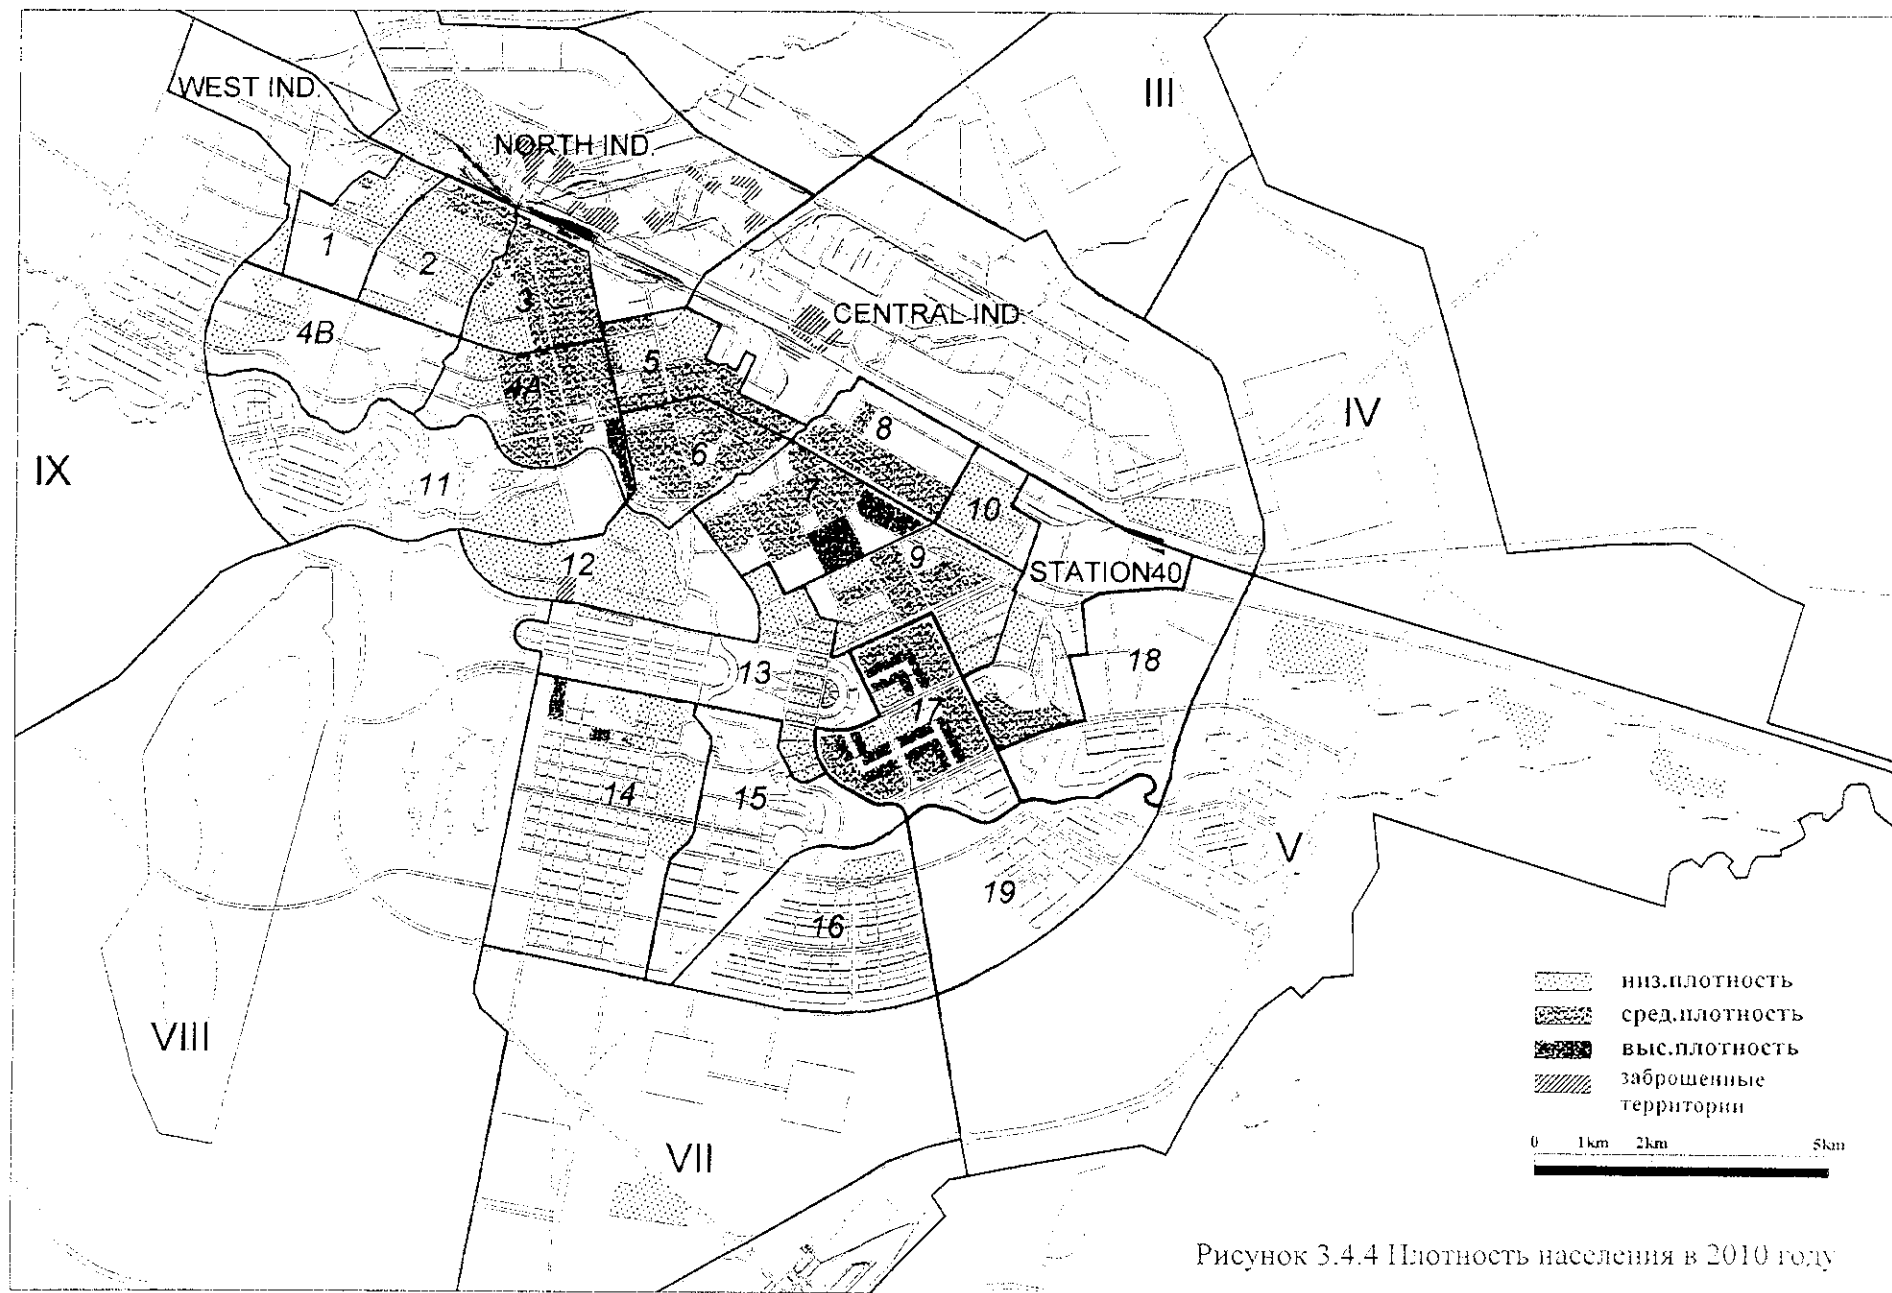 WEST IND.
III
NORTH IND.
1
2
3
CENTRAL IND.
4B
5
4A
IV
8
6
IX
11
7
10
9
12
STATION40
13
18
17
14
15
V
19
16
низ.плотность
сред.плотность
VIII
выс.плотность
заброшенные
территории
0 1km 2km 5km
VII
Рисунок 3.4.4 Плотность населения в 2010 году